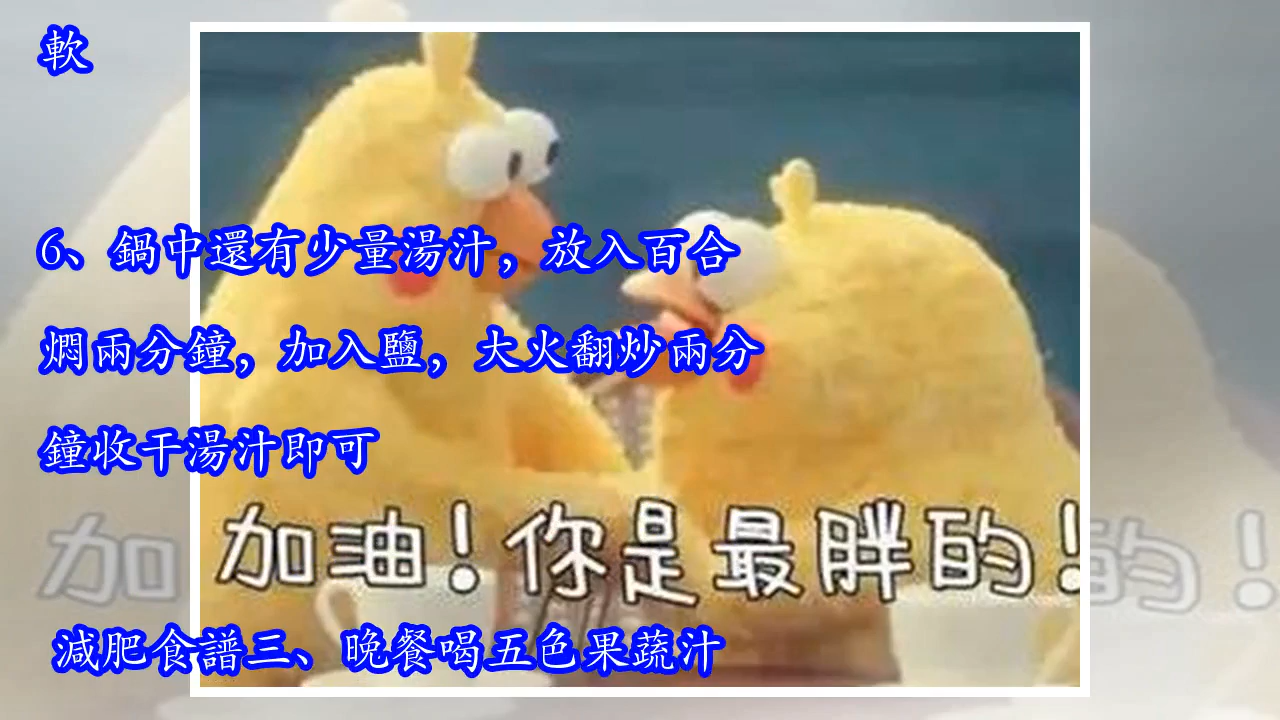 軟
6、鍋中還有少量湯汁，放入百合
燜兩分鐘，加入鹽，大火翻炒兩分
鐘收干湯汁即可
加油！你是最胖的！
減肥食譜三、晚餐喝五色果蔬汁